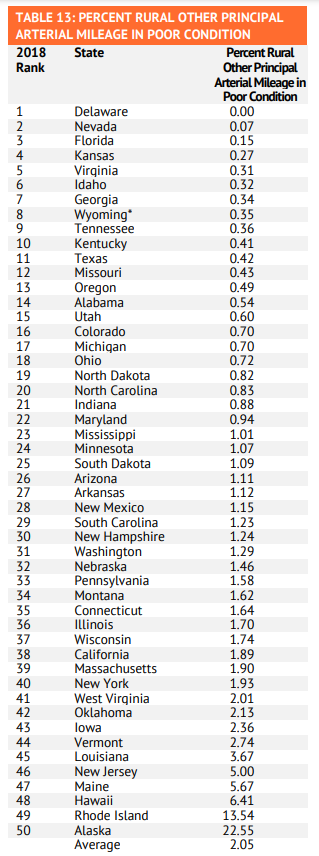 TABLE 13: PERCENT RURAL OTHER PRINCIPAL
ARTERIAL MILEAGE IN POOR CONDITION
2018 Rank State Percent Rural Other Principal Arterial Mileage in Poor Condition
1 Delaware 0.00
2 Nevada 0.07
3 Florida 0.15
4 Kansas 0.27
5 Virginia 0.31
6 Idaho 0.32
7 Georgia 0.34
8 Wyoming* 0.35
9 Tennessee 0.36
10 Kentucky 0.41
11 Texas 0.42
12 Missouri 0.43
13 Oregon 0.49
14 Alabama 0.54
15 Utah 0.60
16 Colorado 0.70
17 Michigan 0.70
18 Ohio 0.72
19 North Dakota 0.82
20 North Carolina 0.83
21 Indiana 0.88
22 Maryland 0.94
23 Mississippi 1.01
24 Minnesota 1.07
25 South Dakota 1.09
26 Arizona 1.11
27 Arkansas 1.12
28 New Mexico 1.15
29 South Carolina 1.23
30 New Hampshire 1.24
31 Washington 1.29
32 Nebraska 1.46
33 Pennsylvania 1.58
34 Montana 1.62
35 Connecticut 1.64
36 Illinois 1.70
37 Wisconsin 1.74
38 California 1.89
39 Massachusetts 1.90
40 New York 1.93
41 West Virginia 2.01
42 Oklahoma 2.13
43 Iowa 2.36
44 Vermont 2.74
45 Louisiana 3.67
46 New Jersey 5.00
47 Maine 5.67
48 Hawaii 6.41
49 Rhode Island 13.54
50 Alaska 22.55
Average 2.05